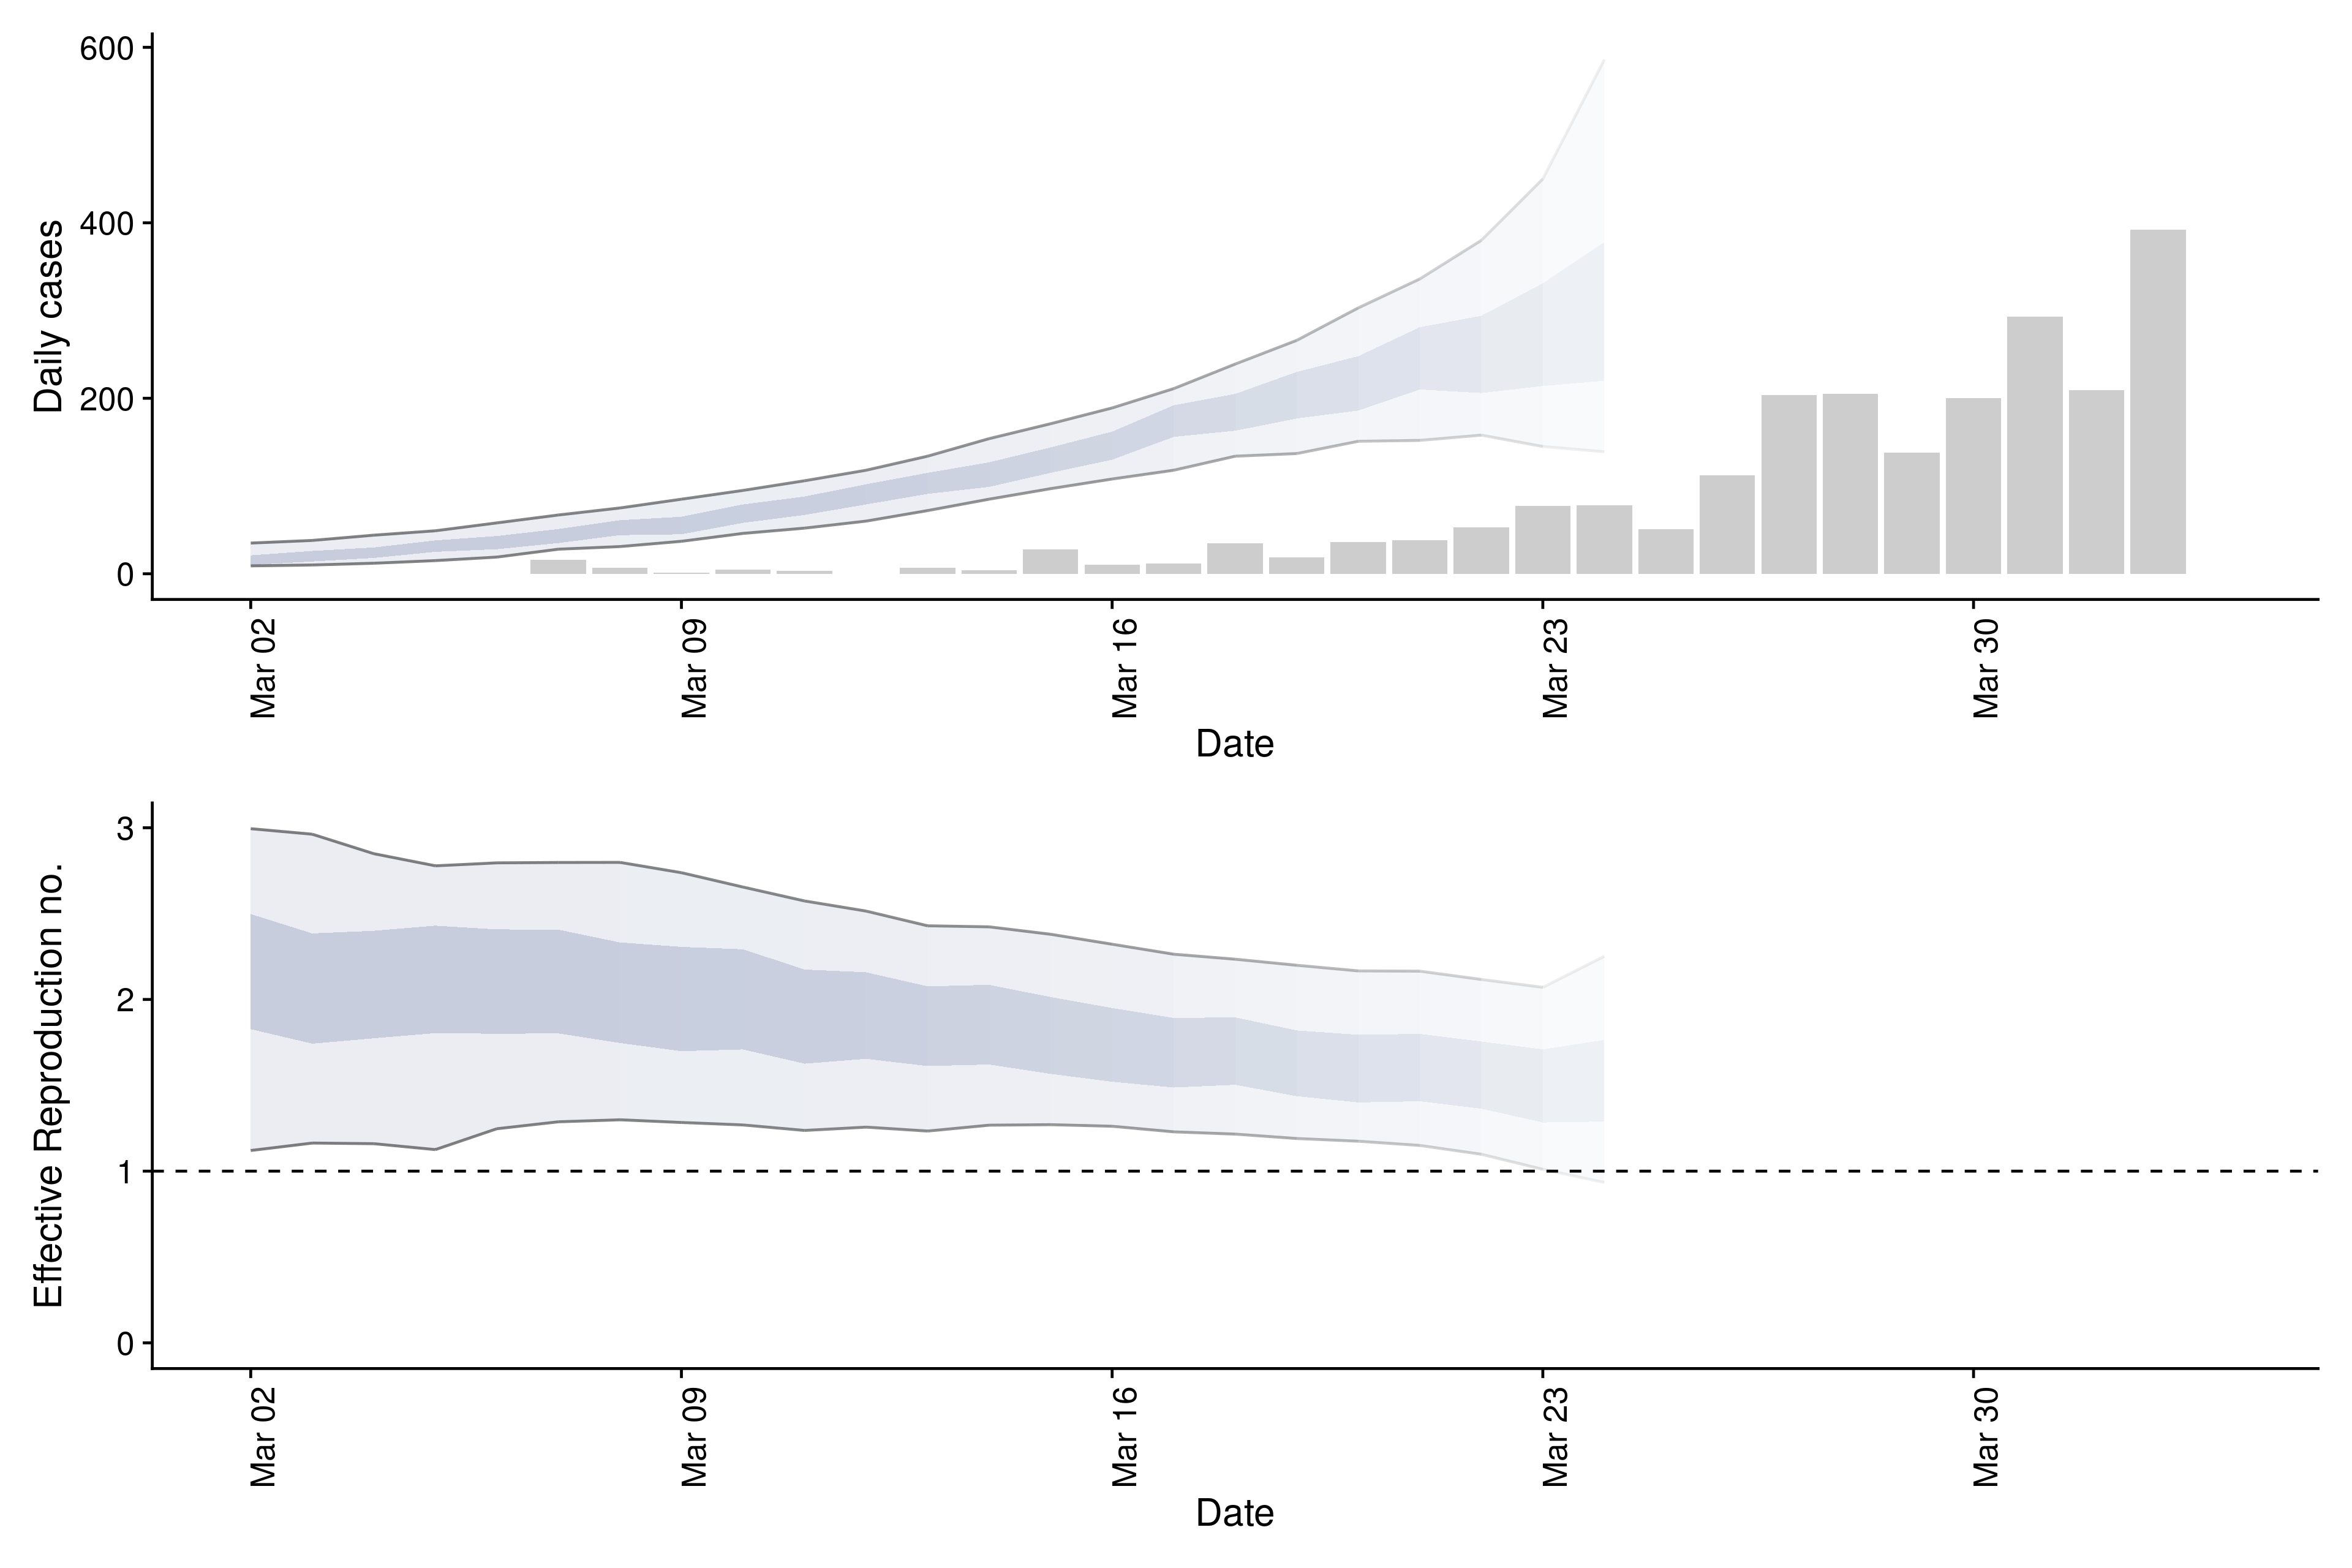 Daily cases
600
400
200
0
Mar 02
Mar 09
Mar 16
Mar 23
Mar 30
Date
Effective Reproduction no.
3
2
1
0
Mar 02
Mar 09
Mar 16
Mar 23
Mar 30
Date